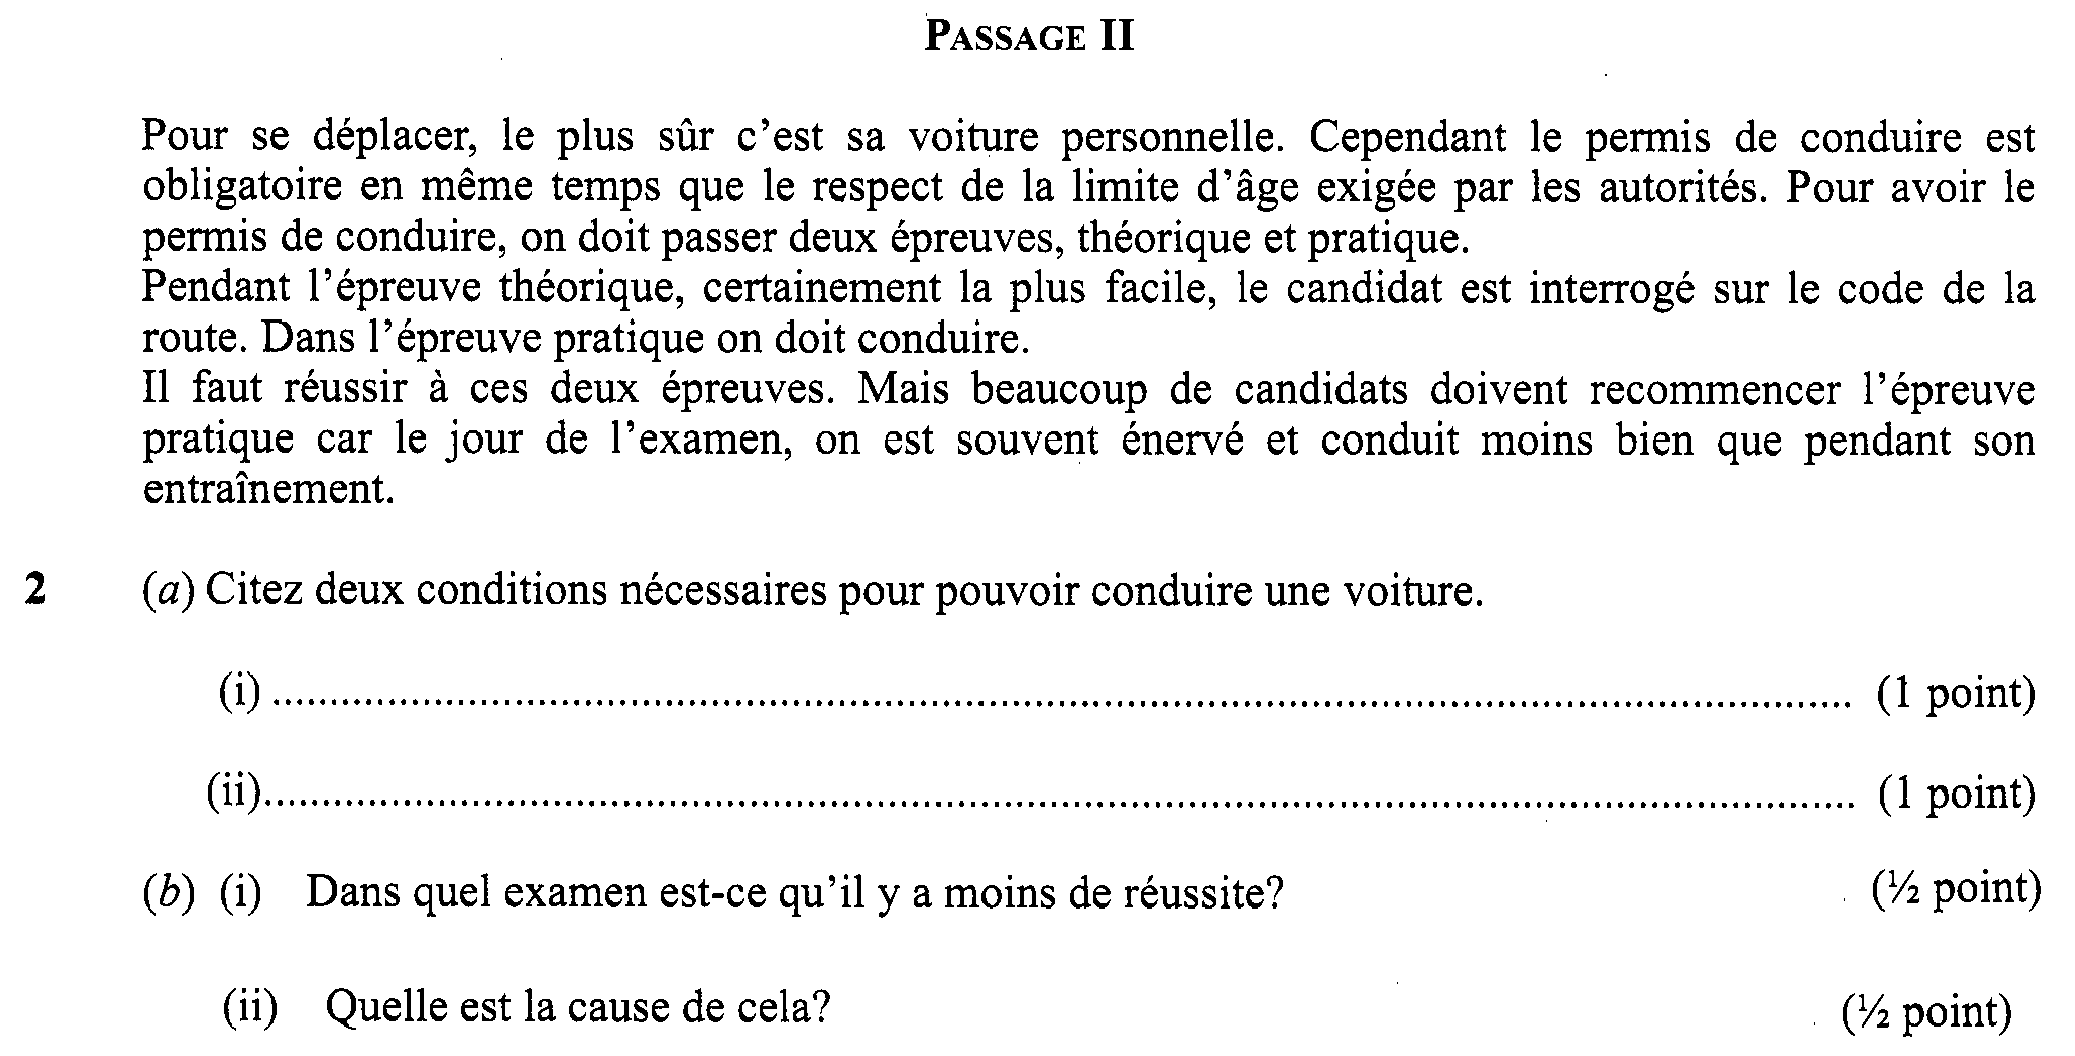 PASSAGE II
Pour se déplacer, le plus sûr c'est sa voiture personnelle. Cependant le permis de conduire est
obligatoire en même temps que le respect de la limite d'âge exigée par les autorités. Pour avoir le
permis de conduire, on doit passer deux épreuves, théorique et pratique.
Pendant l'épreuve théorique, certainement la plus facile, le candidat est interrogé sur le code de la
route. Dans l'épreuve pratique on doit conduire.
Il faut réussir à ces deux épreuves. Mais beaucoup de candidats doivent recommencer l'épreuve
pratique car le jour de l'examen, on est souvent énervé et conduit moins bien que pendant son
entraînement.
2 (a) Citez deux conditions nécessaires pour pouvoir conduire une voiture.
(i) ........................................................................................................ (1 point)
(ii)........................................................................................................ (1 point)
(b) (i) Dans quel examen est-ce qu'il y a moins de réussite? (½ point)
(ii) Quelle est la cause de cela? (½ point)